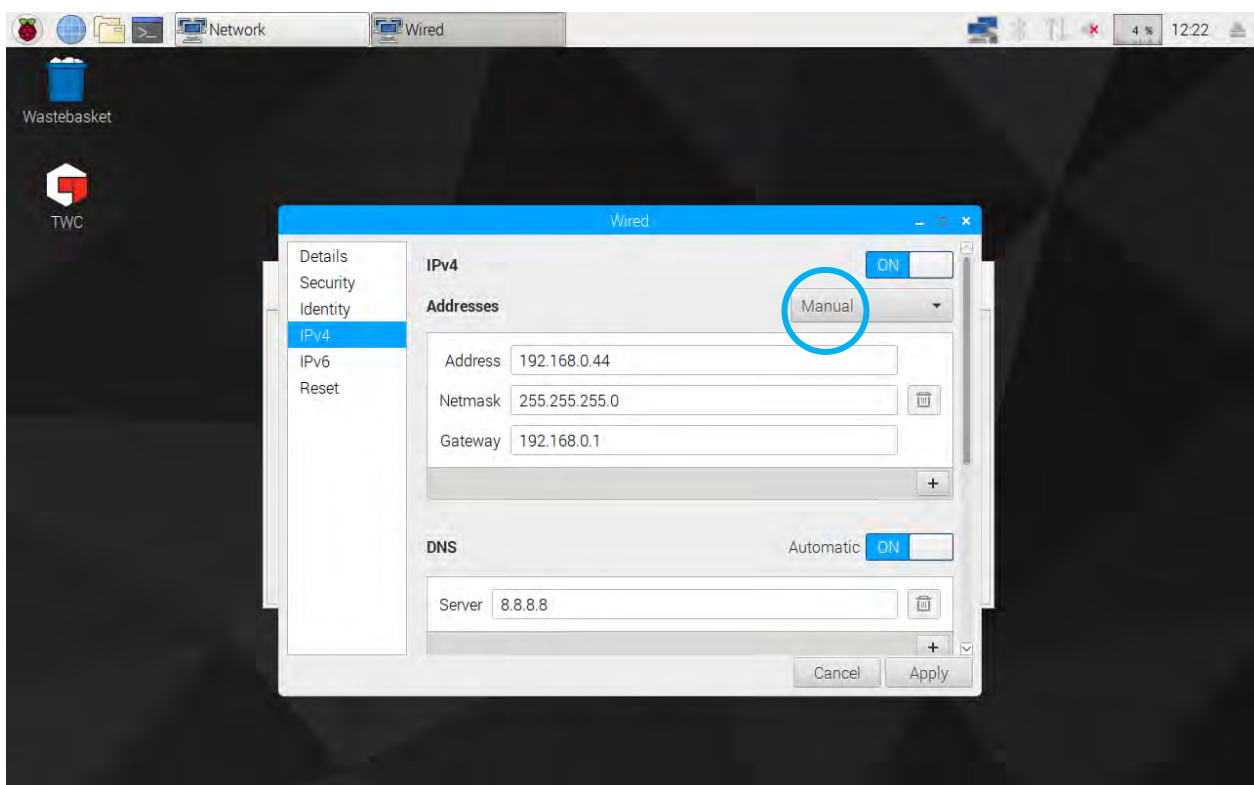 Network Wired 4 % 12:22
Wastebasket
TWC
Wired
Details
Security
Identity
IPv4
IPv6
Reset
IPv4 ON
Addresses Manual
Address 192.168.0.44
Netmask 255.255.255.0
Gateway 192.168.0.1
+
DNS Automatic ON
Server 8.8.8.8
+
Cancel Apply